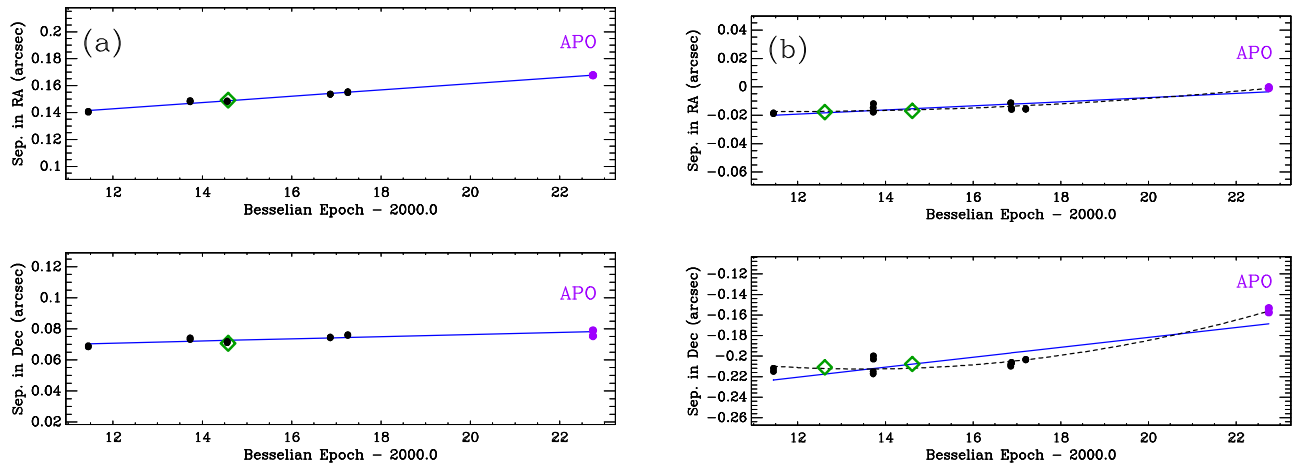 (a)
APO
Sep. in RA (arcsec)
0.2
0.18
0.16
0.14
0.12
0.1
12 14 16 18 20 22
Besselian Epoch - 2000.0
(b)
APO
Sep. in RA (arcsec)
0.04
0.02
0
-0.02
-0.04
-0.06
12 14 16 18 20 22
Besselian Epoch - 2000.0
APO
Sep. in Dec (arcsec)
0.12
0.1
0.08
0.06
0.04
0.02
12 14 16 18 20 22
Besselian Epoch - 2000.0
APO
Sep. in Dec (arcsec)
-0.12
-0.14
-0.16
-0.18
-0.2
-0.22
-0.24
-0.26
12 14 16 18 20 22
Besselian Epoch - 2000.0